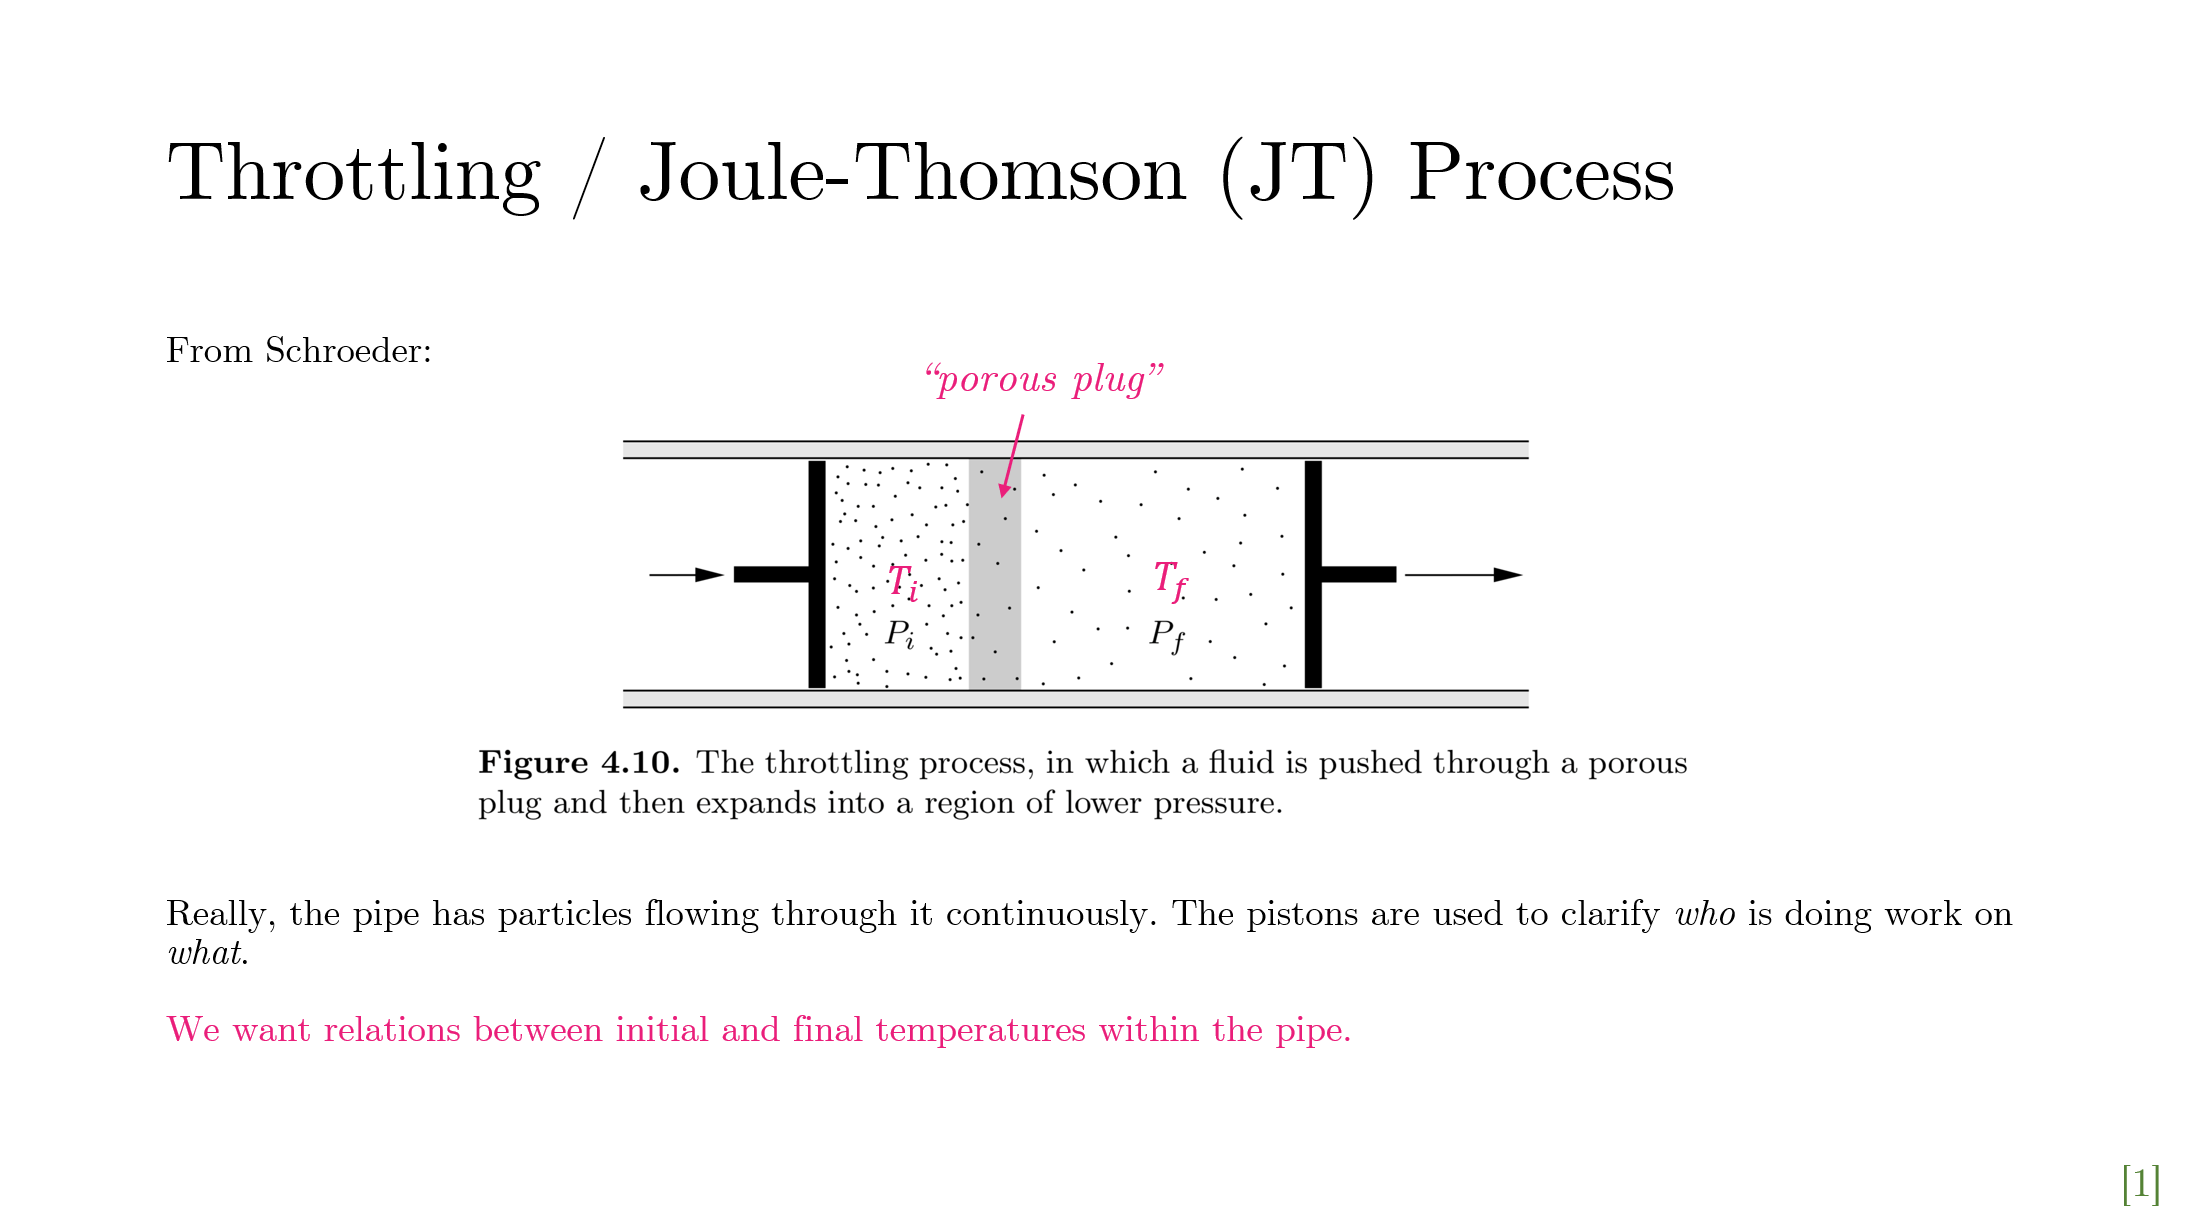 Throttling / Joule-Thomson (JT) Process
From Schroeder:
“porous plug”
T_i
T_f
P_i
P_f
Figure 4.10. The throttling process, in which a fluid is pushed through a porous
plug and then expands into a region of lower pressure.
Really, the pipe has particles flowing through it continuously. The pistons are used to clarify who is doing work on
what.
We want relations between initial and final temperatures within the pipe.
[1]